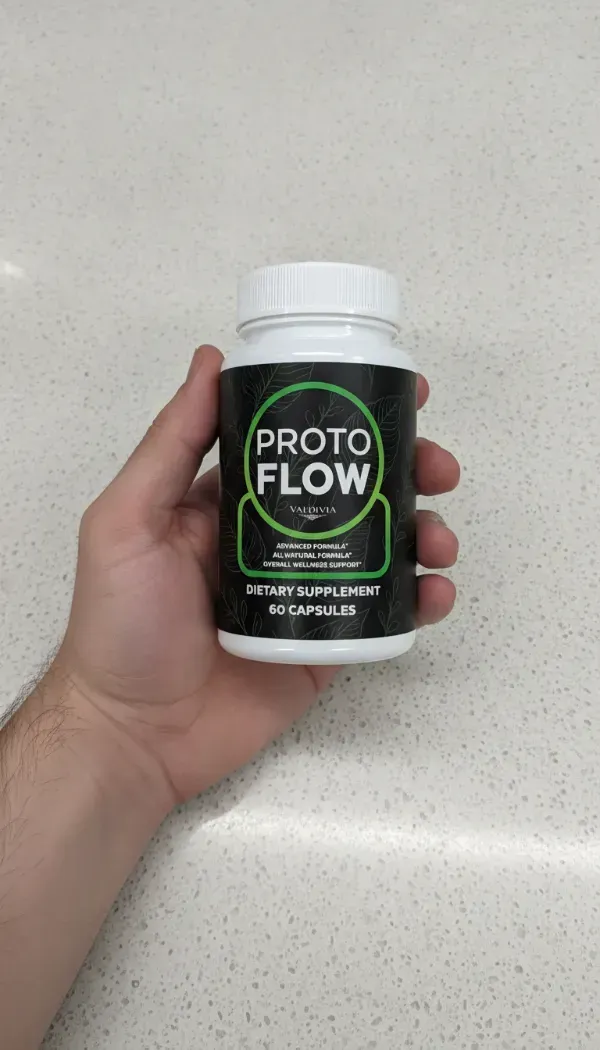 PROTO
FLOW
VALDIVIA
ADVANCED FORMULA*
ALL NATURAL FORMULA*
OVERALL WELLNESS SUPPORT*
DIETARY SUPPLEMENT
60 CAPSULES